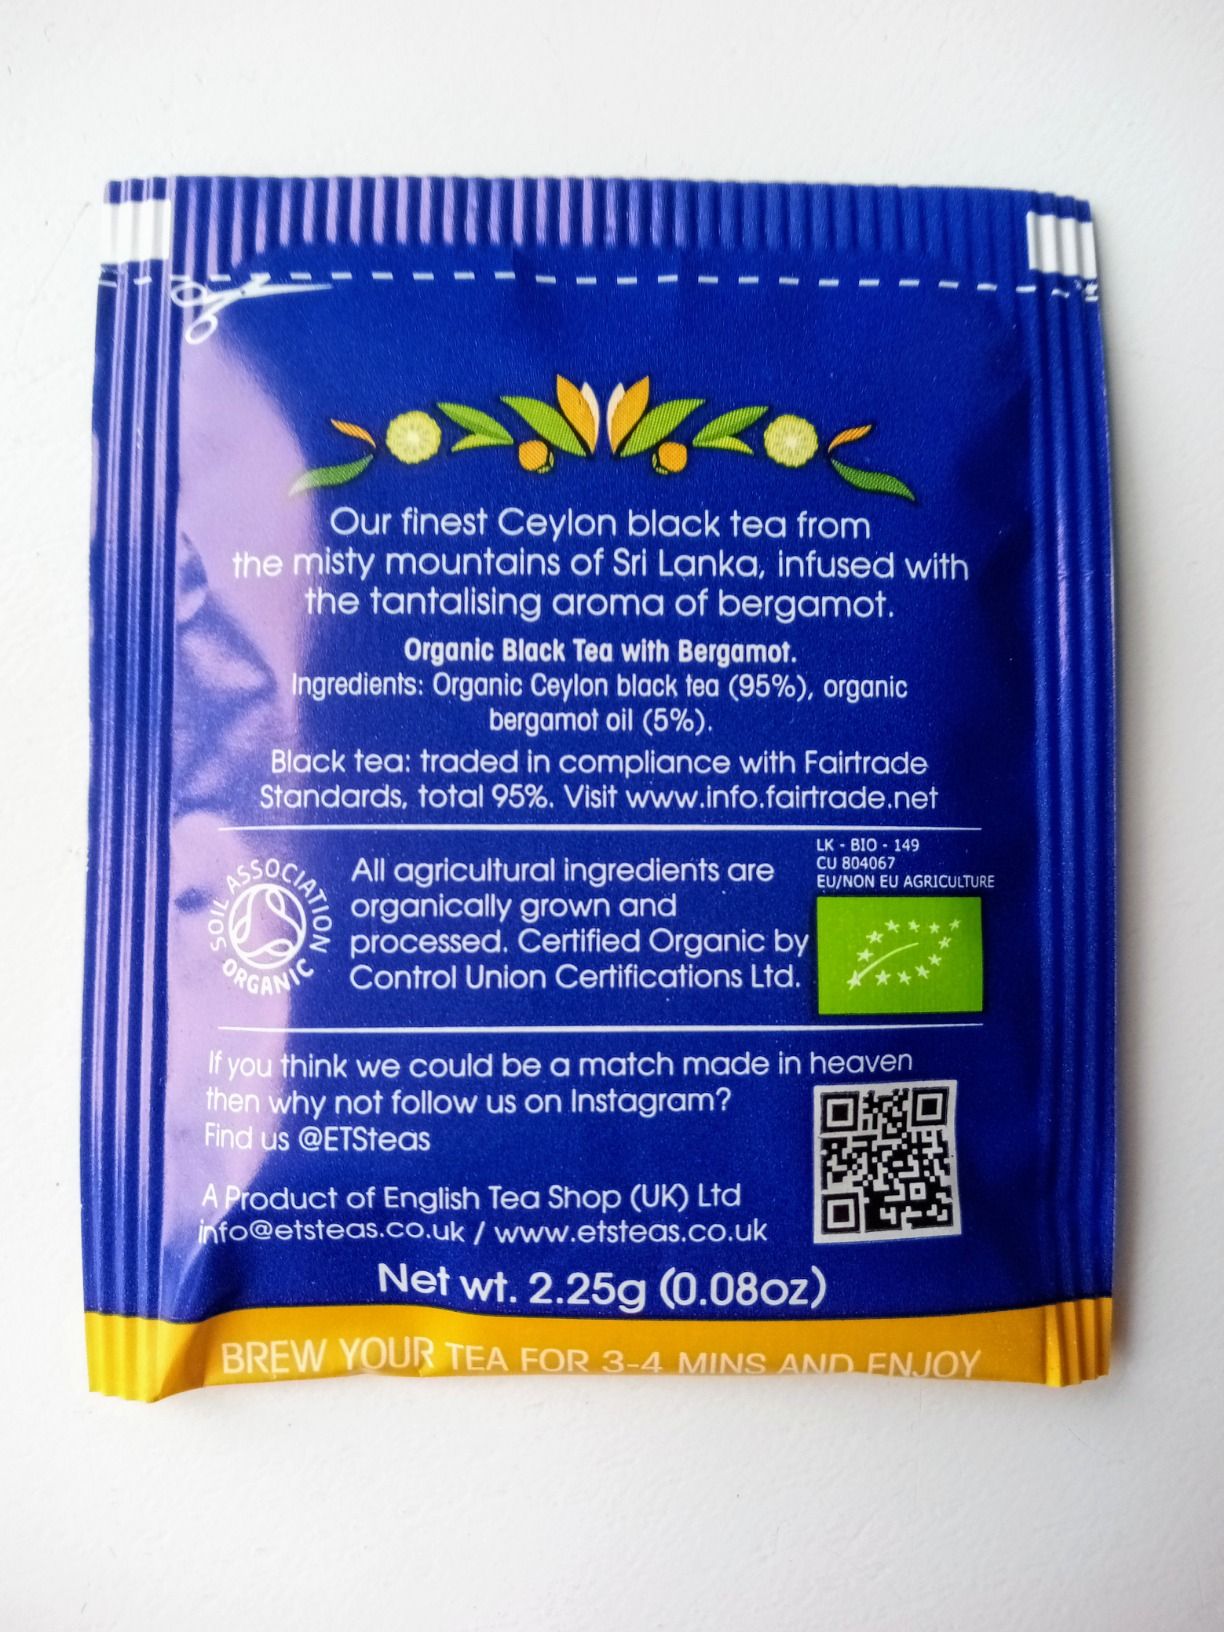 Our finest Ceylon black tea from
the misty mountains of Sri Lanka, infused with
the tantalising aroma of bergamot.
Organic Black Tea with Bergamot.
Ingredients: Organic Ceylon black tea (95%), organic
bergamot oil (5%).
Black tea: traded in compliance with Fairtrade
Standards, total 95%. Visit www.info.fairtrade.net
SOIL ASSOCIATION
ORGANIC
All agricultural ingredients are
organically grown and
processed. Certified Organic by
Control Union Certifications Ltd.
LK - BIO - 149
CU 804067
EU/NON EU AGRICULTURE
If you think we could be a match made in heaven
then why not follow us on Instagram?
Find us @ETSteas
A Product of English Tea Shop (UK) Ltd
info@etsteas.co.uk / www.etsteas.co.uk
Net wt. 2.25g (0.08oz)
BREW YOUR TEA FOR 3-4 MINS AND ENJOY